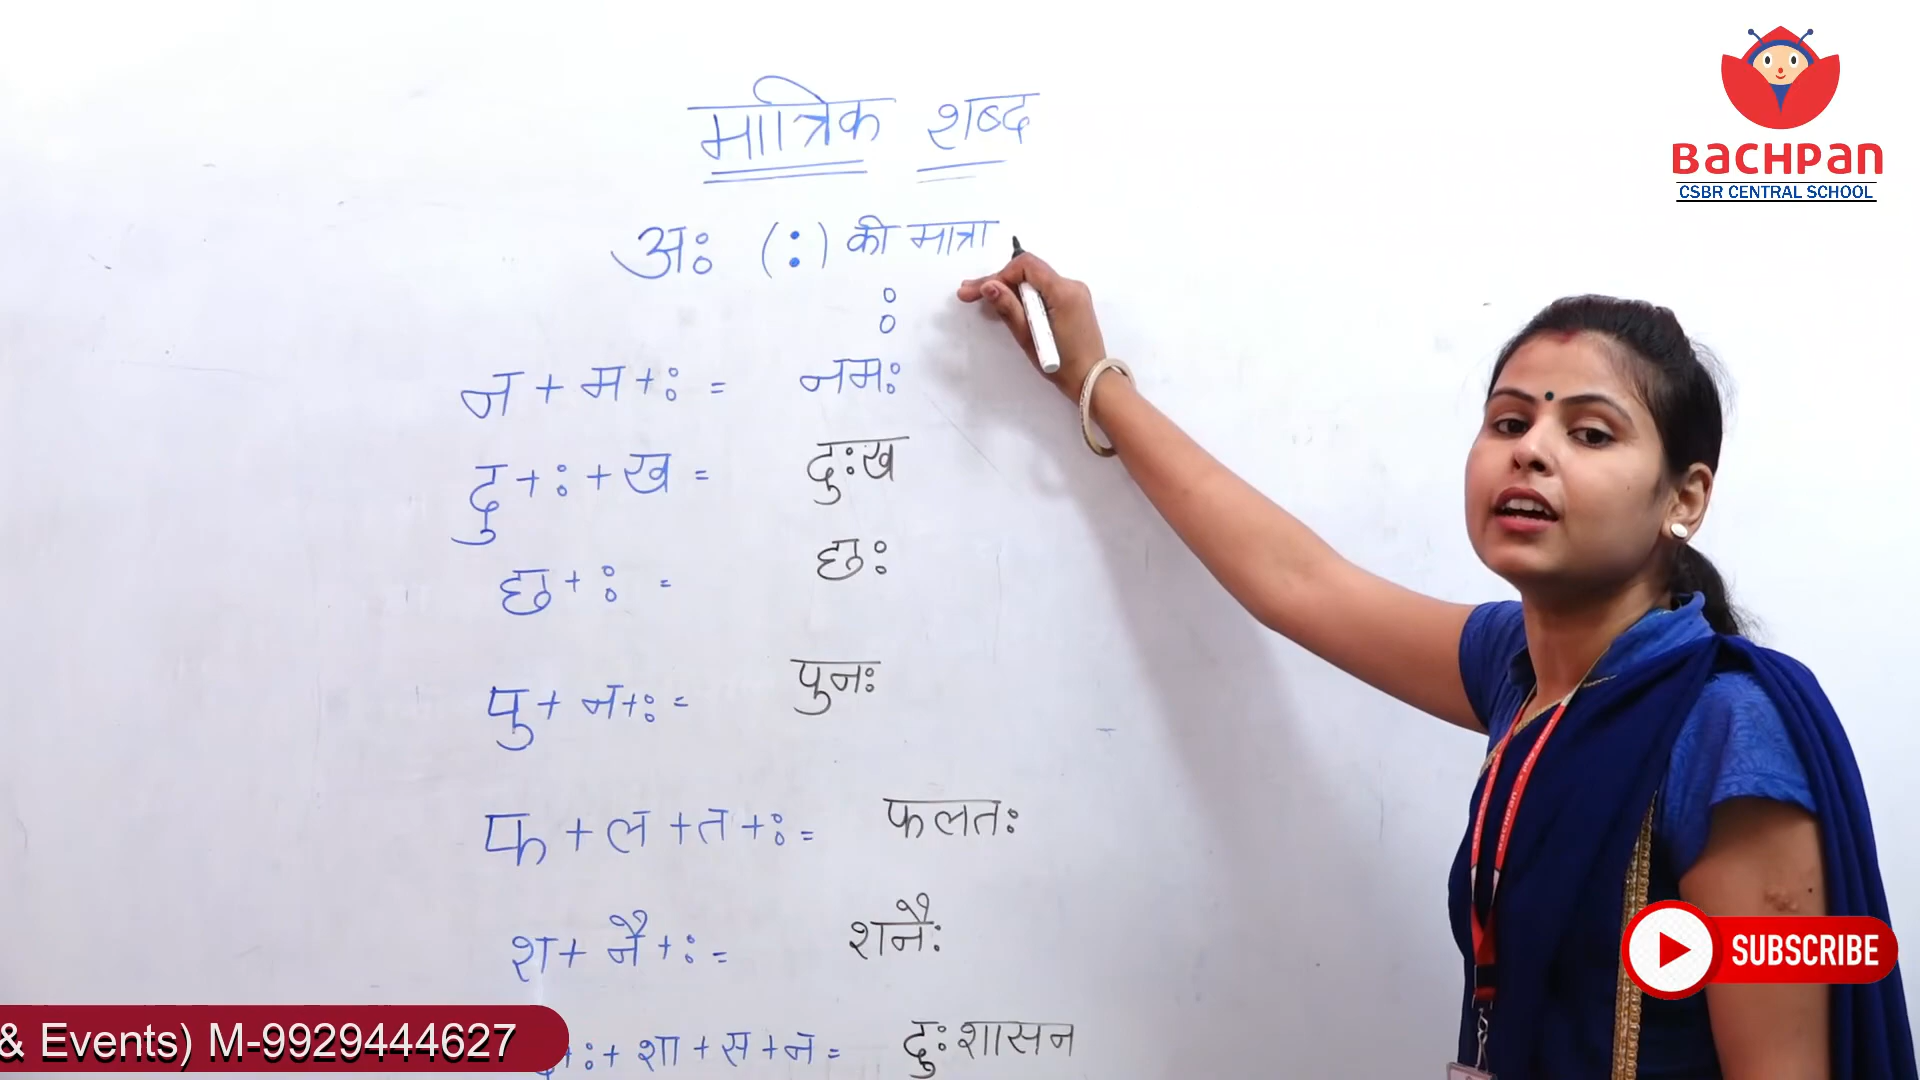 मात्रिक शब्द
BACHPAN
CSBR CENTRAL SCHOOL
अः (:) की मात्रा
ः
न + म + ः = नमः
दु + ः + ख = दुःख
छ + ः = छः
पु + न + ः = पुनः
फ + ल + त + ः = फलतः
श + नै + ः = शनैः
+ ः + शा + स + न = दुःशासन
SUBSCRIBE
& Events) M-9929444627